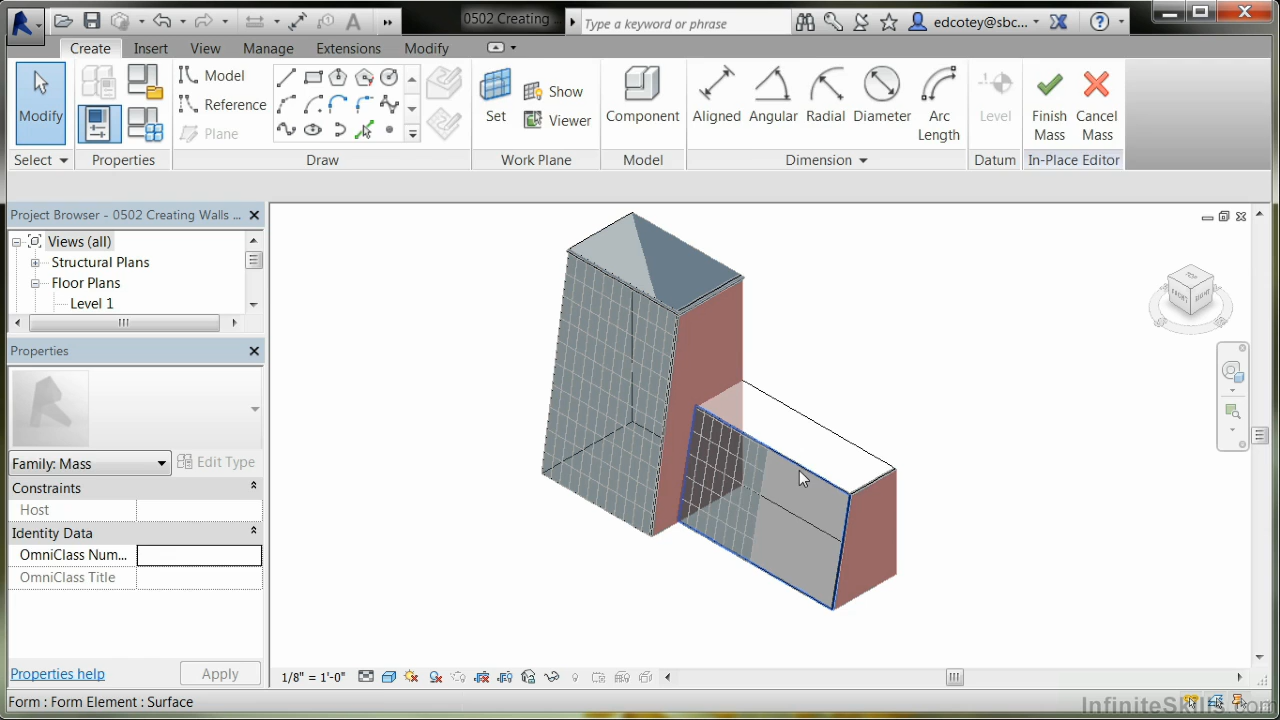 0502 Creating
Type a keyword or phrase
edcotey@sbc...
Create Insert View Manage Extensions Modify
Modify
Model
Reference
Plane
Set
Show
Viewer
Component
Aligned Angular Radial Diameter Arc Length
Level
Finish Mass
Cancel Mass
Select Properties Draw Work Plane Model Dimension Datum In-Place Editor
Project Browser - 0502 Creating Walls ...
Views (all)
Structural Plans
Floor Plans
Level 1
Properties
Family: Mass
Edit Type
Constraints
Host
Identity Data
OmniClass Num...
OmniClass Title
Properties help
Apply
TOP
FRONT
RIGHT
1/8" = 1'-0"
Form : Form Element : Surface
InfiniteSkills.com